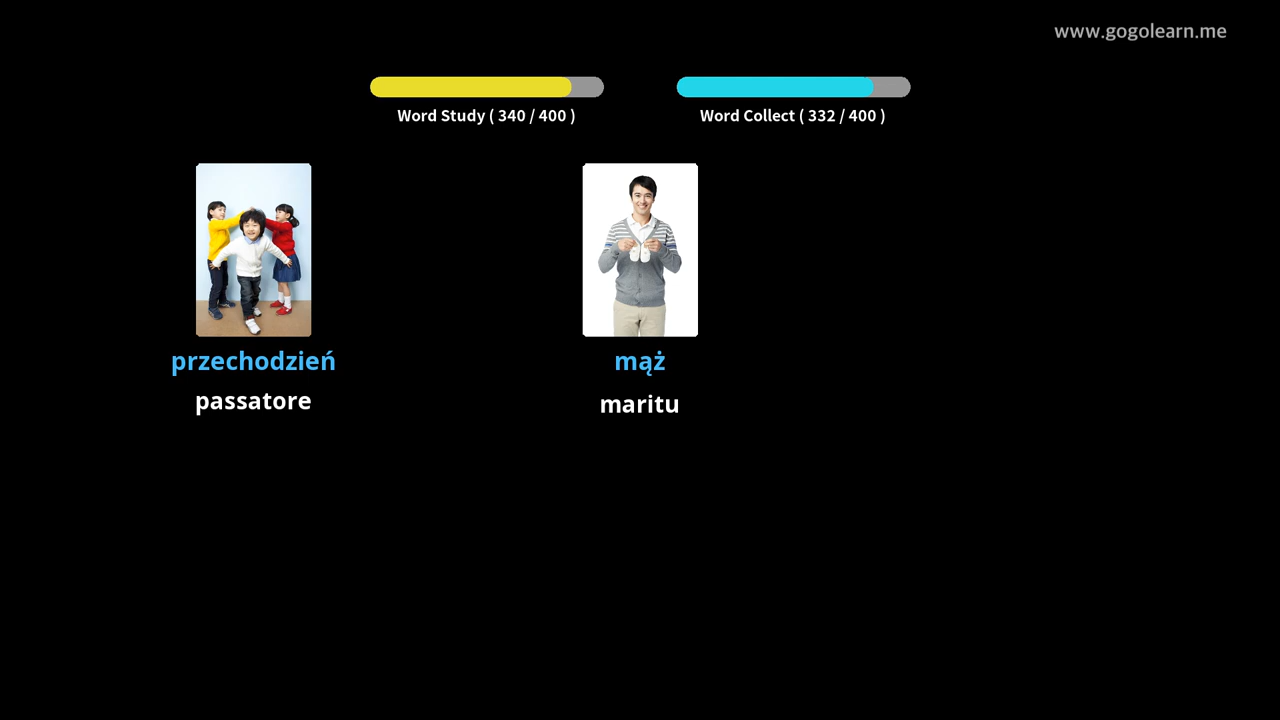 www.gogolearn.me
Word Study ( 340 / 400 )
Word Collect ( 332 / 400 )
przechodzień
passatore
mąż
maritu